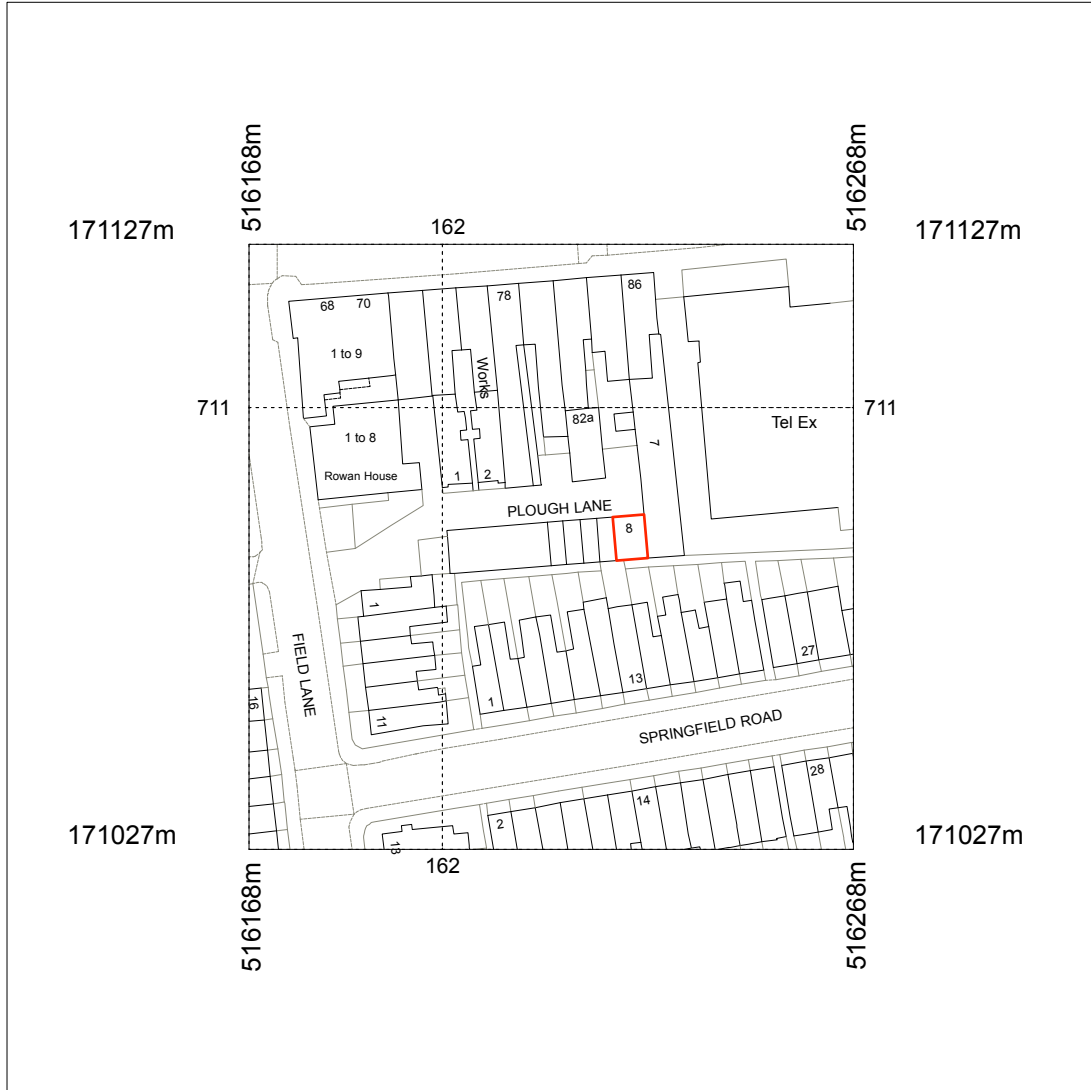 516168m
516268m
171127m
162
171127m
68
70
78
86
1 to 9
Works
711
711
82a
Tel Ex
1 to 8
7
Rowan House
1
2
PLOUGH LANE
8
1
FIELD LANE
27
13
16
1
11
SPRINGFIELD ROAD
28
14
2
13
171027m
162
171027m
516168m
516268m